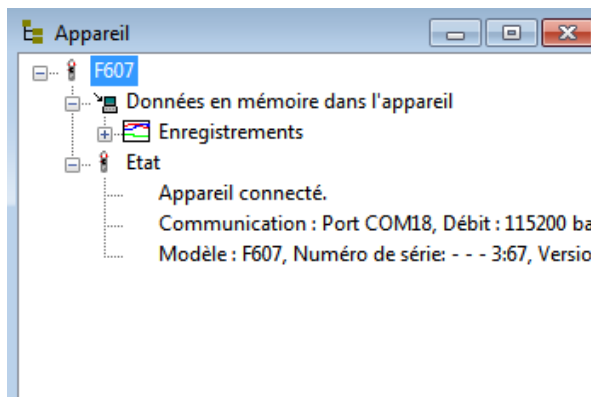 Appareil
F607
Données en mémoire dans l'appareil
Enregistrements
Etat
Appareil connecté.
Communication : Port COM18, Débit : 115200 ba
Modèle : F607, Numéro de série: - - - 3:67, Versio